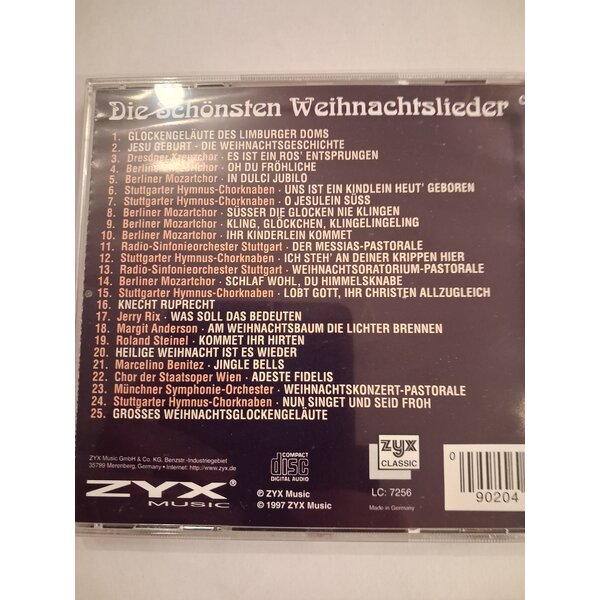 Die Schönsten Weihnachtslieder
1. GLOCKENGELÄUTE DES LIMBURGER DOMS
2. JESU GEBURT - DIE WEIHNACHTSGESCHICHTE
3. Dresdner Kreuzchor · ES IST EIN ROS' ENTSPRUNGEN
4. Berliner Mozartchor · OH DU FRÖHLICHE
5. Berliner Mozartchor · IN DULCI JUBILO
6. Stuttgarter Hymnus-Chorknaben · UNS IST EIN KINDLEIN HEUT' GEBOREN
7. Stuttgarter Hymnus-Chorknaben · O JESULEIN SÜSS
8. Berliner Mozartchor · SÜSSER DIE GLOCKEN NIE KLINGEN
9. Berliner Mozartchor · KLING, GLÖCKCHEN, KLINGELINGELING
10. Berliner Mozartchor · IHR KINDERLEIN KOMMET
11. Radio-Sinfonieorchester Stuttgart · DER MESSIAS-PASTORALE
12. Stuttgarter Hymnus-Chorknaben · ICH STEH' AN DEINER KRIPPEN HIER
13. Radio-Sinfonieorchester Stuttgart · WEIHNACHTSORATORIUM-PASTORALE
14. Berliner Mozartchor · SCHLAF WOHL, DU HIMMELSKNABE
15. Stuttgarter Hymnus-Chorknaben · LOBT GOTT, IHR CHRISTEN ALLZUGLEICH
16. KNECHT RUPRECHT
17. Jerry Rix · WAS SOLL DAS BEDEUTEN
18. Margit Anderson · AM WEIHNACHTSBAUM DIE LICHTER BRENNEN
19. Roland Steinel · KOMMET IHR HIRTEN
20. HEILIGE WEIHNACHT IST ES WIEDER
21. Marcelino Benitez · JINGLE BELLS
22. Chor der Staatsoper Wien · ADESTE FIDELIS
23. Münchner Symphonie-Orchester · WEIHNACHTSKONZERT-PASTORALE
24. Stuttgarter Hymnus-Chorknaben · NUN SINGET UND SEID FROH
25. GROSSES WEIHNACHTSGLOCKENGELÄUTE
ZYX Music GmbH & Co. KG, Benzstr.-Industriegebiet
35799 Merenberg, Germany • Internet: http://www.zyx.de
ZYX®
MUSIC
COMPACT
disc
DIGITAL AUDIO
℗ ZYX Music
© 1997 ZYX Music
zyx
CLASSIC
LC: 7256
Made in Germany
0
90204